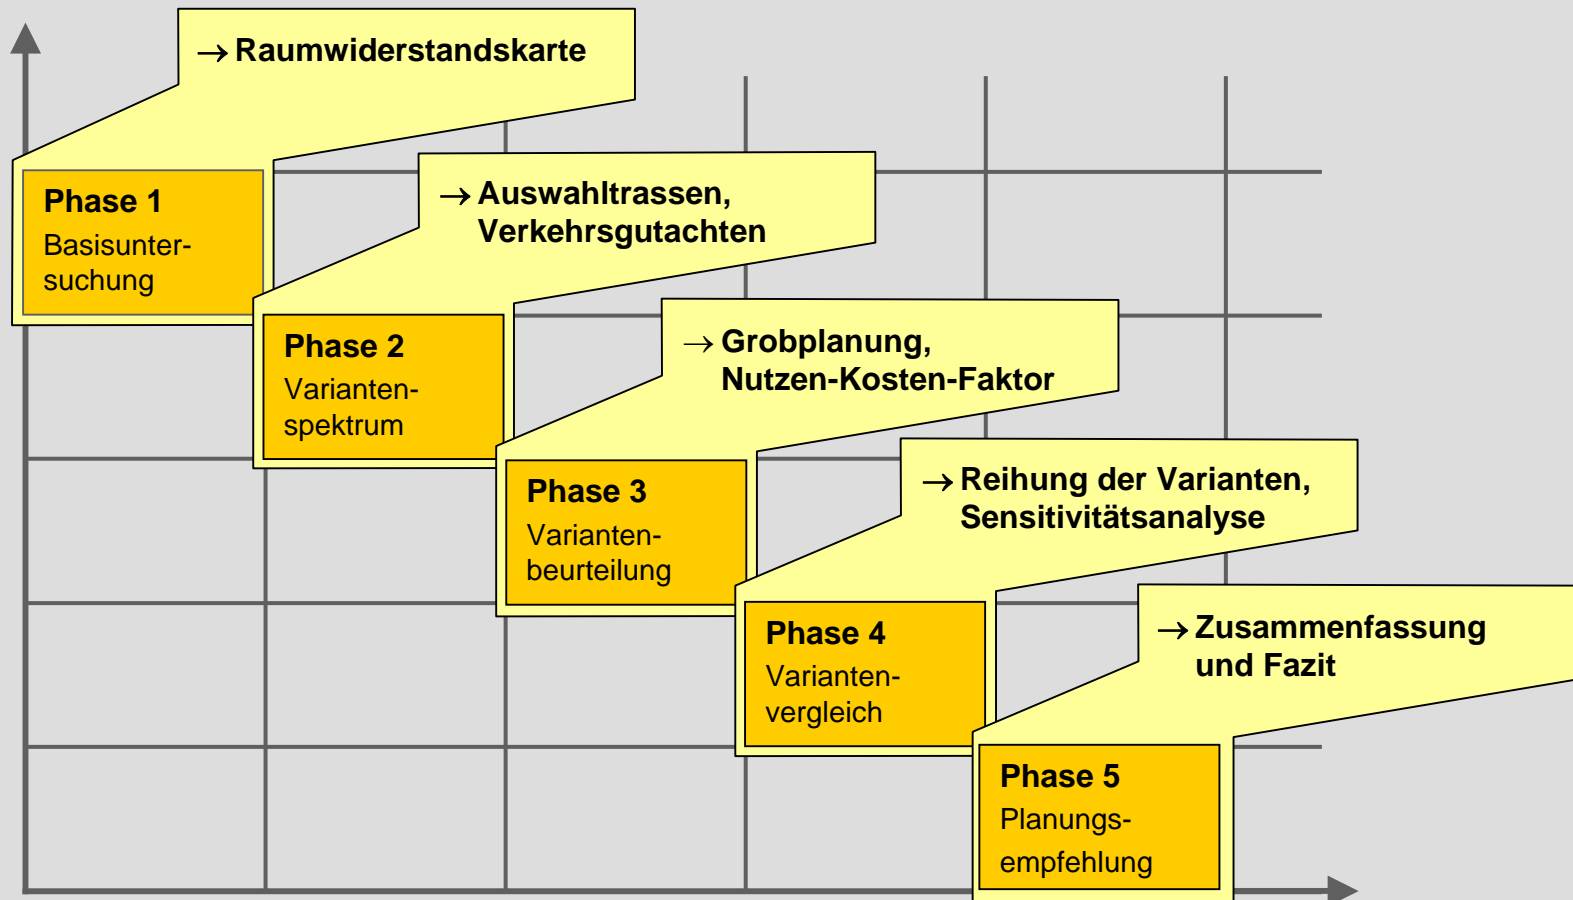 → Raumwiderstandskarte
Phase 1
Basisunter-
suchung
→ Auswahltrassen,
Verkehrsgutachten
Phase 2
Varianten-
spektrum
→ Grobplanung,
Nutzen-Kosten-Faktor
Phase 3
Varianten-
beurteilung
→ Reihung der Varianten,
Sensitivitätsanalyse
Phase 4
Varianten-
vergleich
→ Zusammenfassung
und Fazit
Phase 5
Planungs-
empfehlung